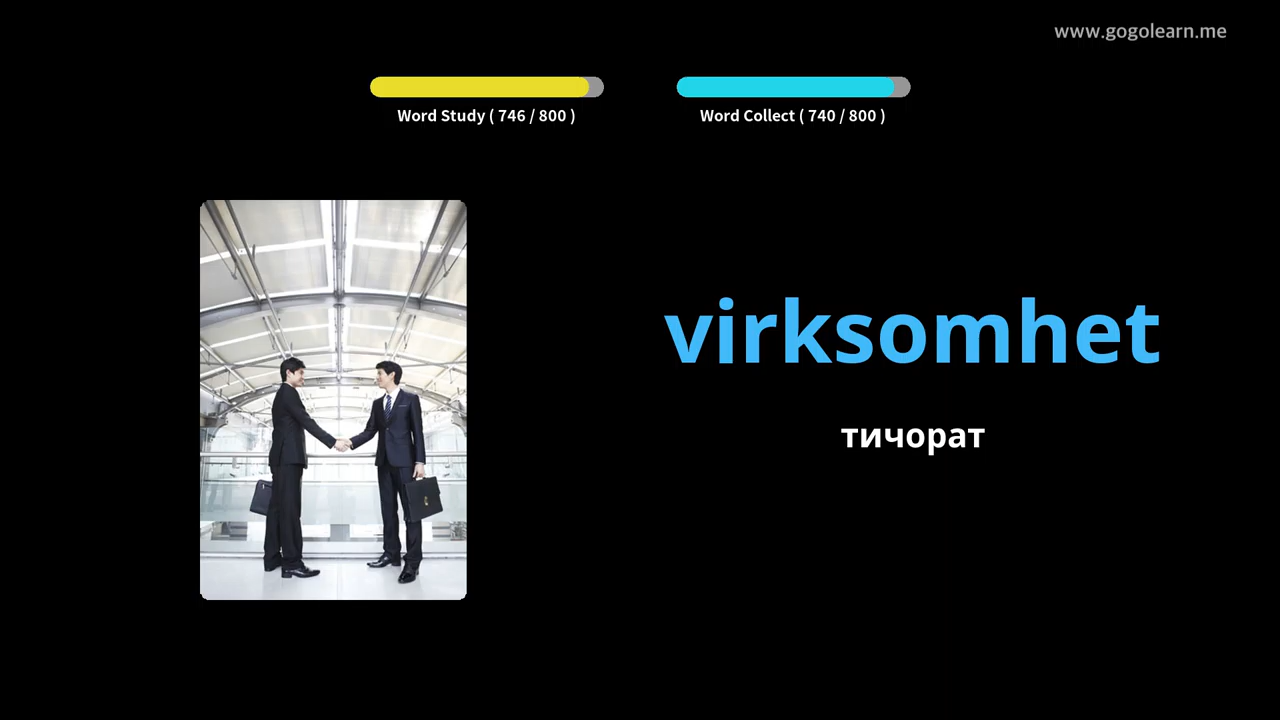 www.gogolearn.me
Word Study ( 746 / 800 )
Word Collect ( 740 / 800 )
virksomhet
тичорат